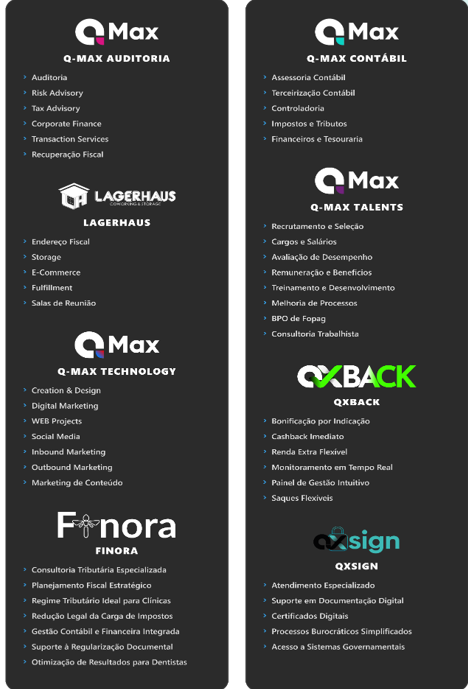 QMax
Q-MAX AUDITORIA
Auditoria
Risk Advisory
Tax Advisory
Corporate Finance
Transaction Services
Recuperação Fiscal
LAGERHAUS
COWORKING & STORAGE
LAGERHAUS
Endereço Fiscal
Storage
E-Commerce
Fulfillment
Salas de Reunião
QMax
Q-MAX TECHNOLOGY
Creation & Design
Digital Marketing
WEB Projects
Social Media
Inbound Marketing
Outbound Marketing
Marketing de Conteúdo
Finora
FINORA
Consultoria Tributária Especializada
Planejamento Fiscal Estratégico
Regime Tributário Ideal para Clínicas
Redução Legal da Carga de Impostos
Gestão Contábil e Financeira Integrada
Suporte à Regularização Documental
Otimização de Resultados para Dentistas
QMax
Q-MAX CONTÁBIL
Assessoria Contábil
Terceirização Contábil
Controladoria
Impostos e Tributos
Financeiros e Tesouraria
QMax
Q-MAX TALENTS
Recrutamento e Seleção
Cargos e Salários
Avaliação de Desempenho
Remuneração e Benefícios
Treinamento e Desenvolvimento
Melhoria de Processos
BPO de Fopag
Consultoria Trabalhista
QXBACK
QXBACK
Bonificação por Indicação
Cashback Imediato
Renda Extra Flexível
Monitoramento em Tempo Real
Painel de Gestão Intuitivo
Saques Flexíveis
qxsign
QXSIGN
Atendimento Especializado
Suporte em Documentação Digital
Certificados Digitais
Processos Burocráticos Simplificados
Acesso a Sistemas Governamentais